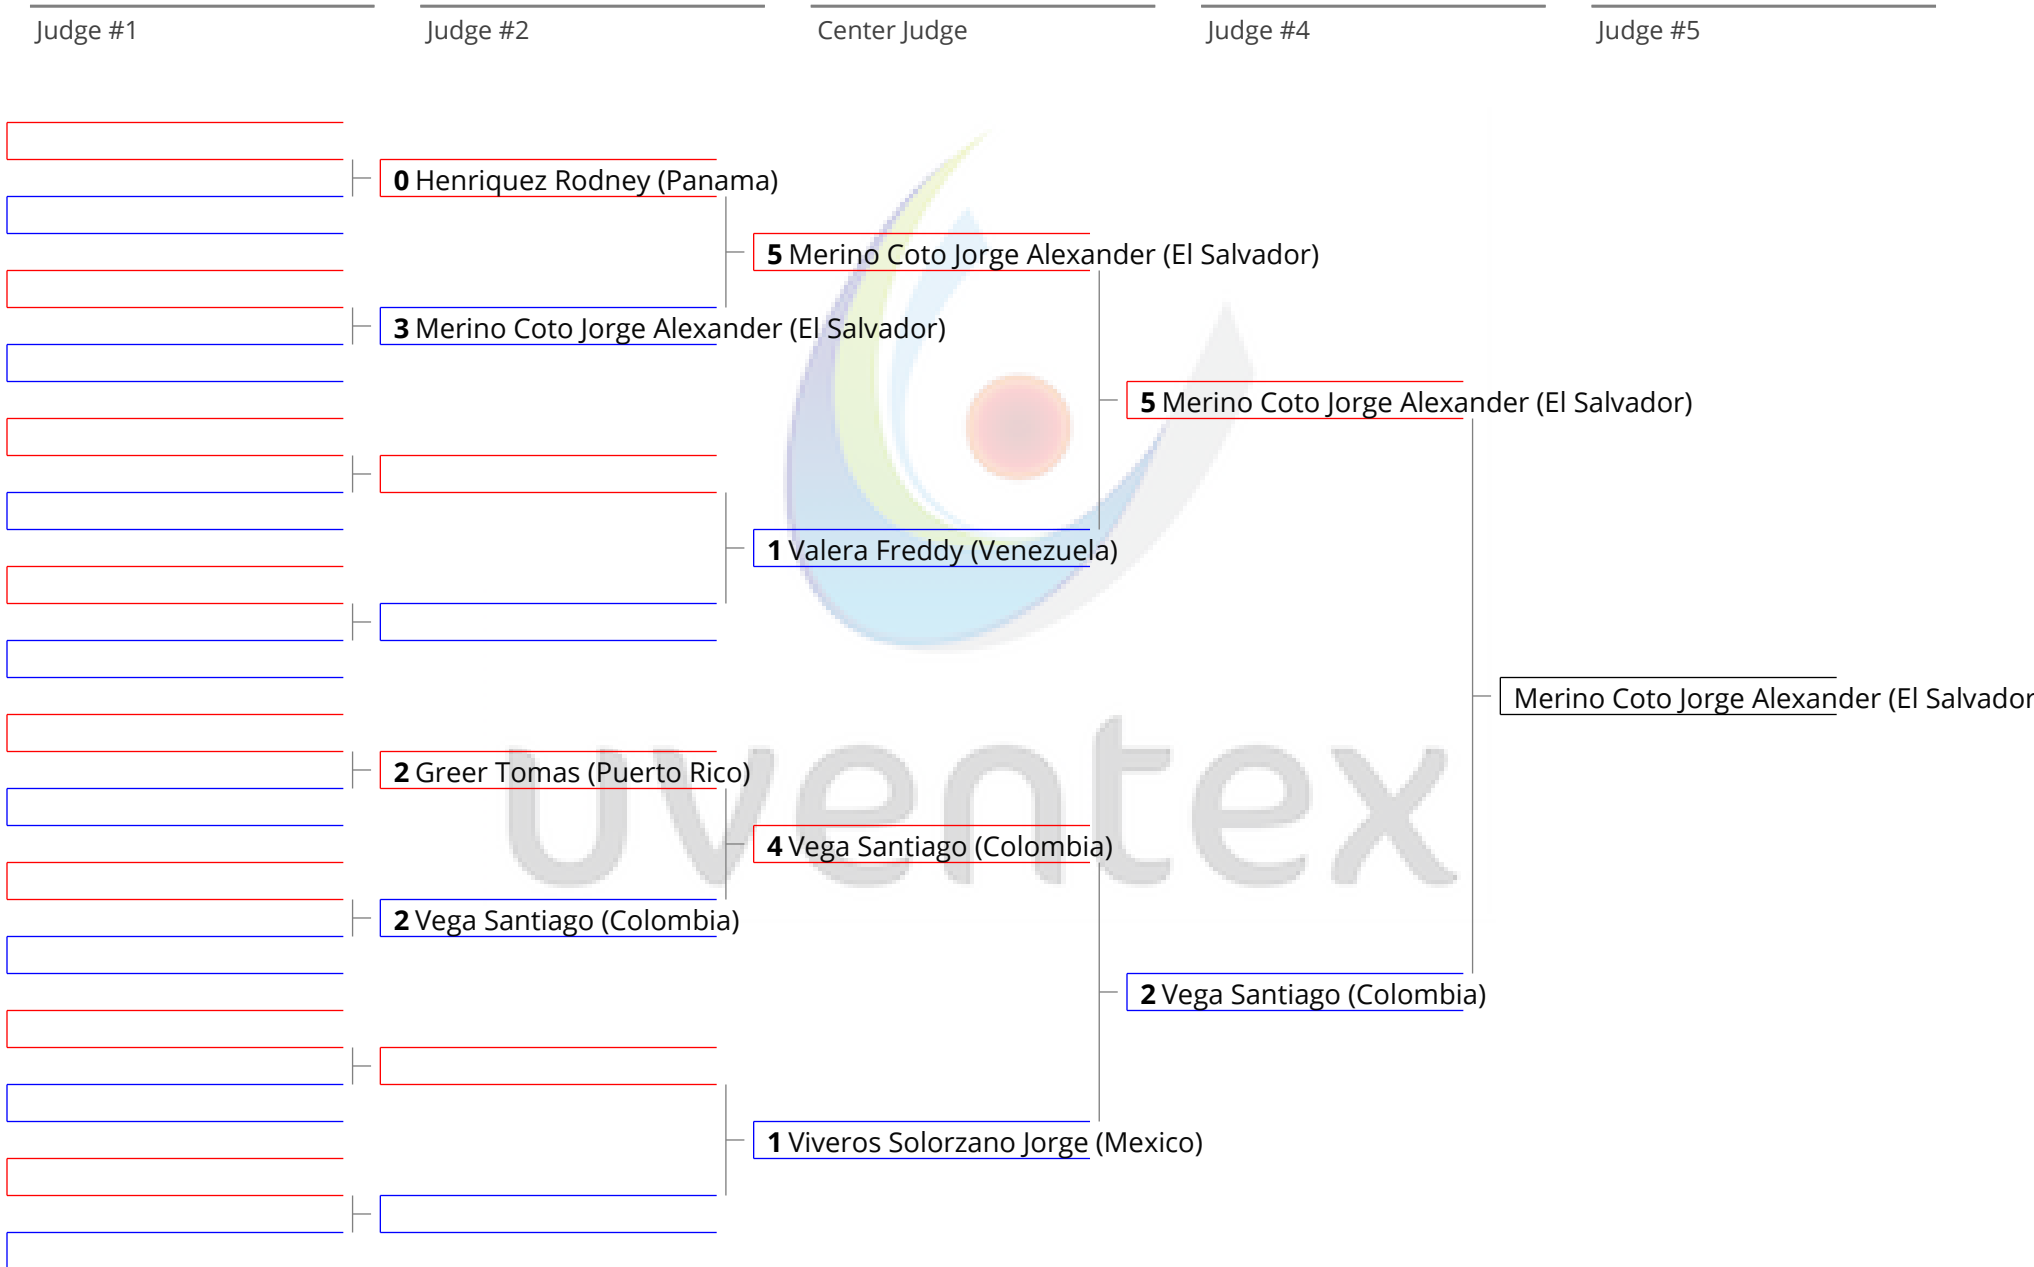 Judge #1
Judge #2
Center Judge
Judge #4
Judge #5
0 Henriquez Rodney (Panama)
5 Merino Coto Jorge Alexander (El Salvador)
3 Merino Coto Jorge Alexander (El Salvador)
5 Merino Coto Jorge Alexander (El Salvador)
1 Valera Freddy (Venezuela)
Merino Coto Jorge Alexander (El Salvador
2 Greer Tomas (Puerto Rico)
uventex
4 Vega Santiago (Colombia)
2 Vega Santiago (Colombia)
2 Vega Santiago (Colombia)
1 Viveros Solorzano Jorge (Mexico)